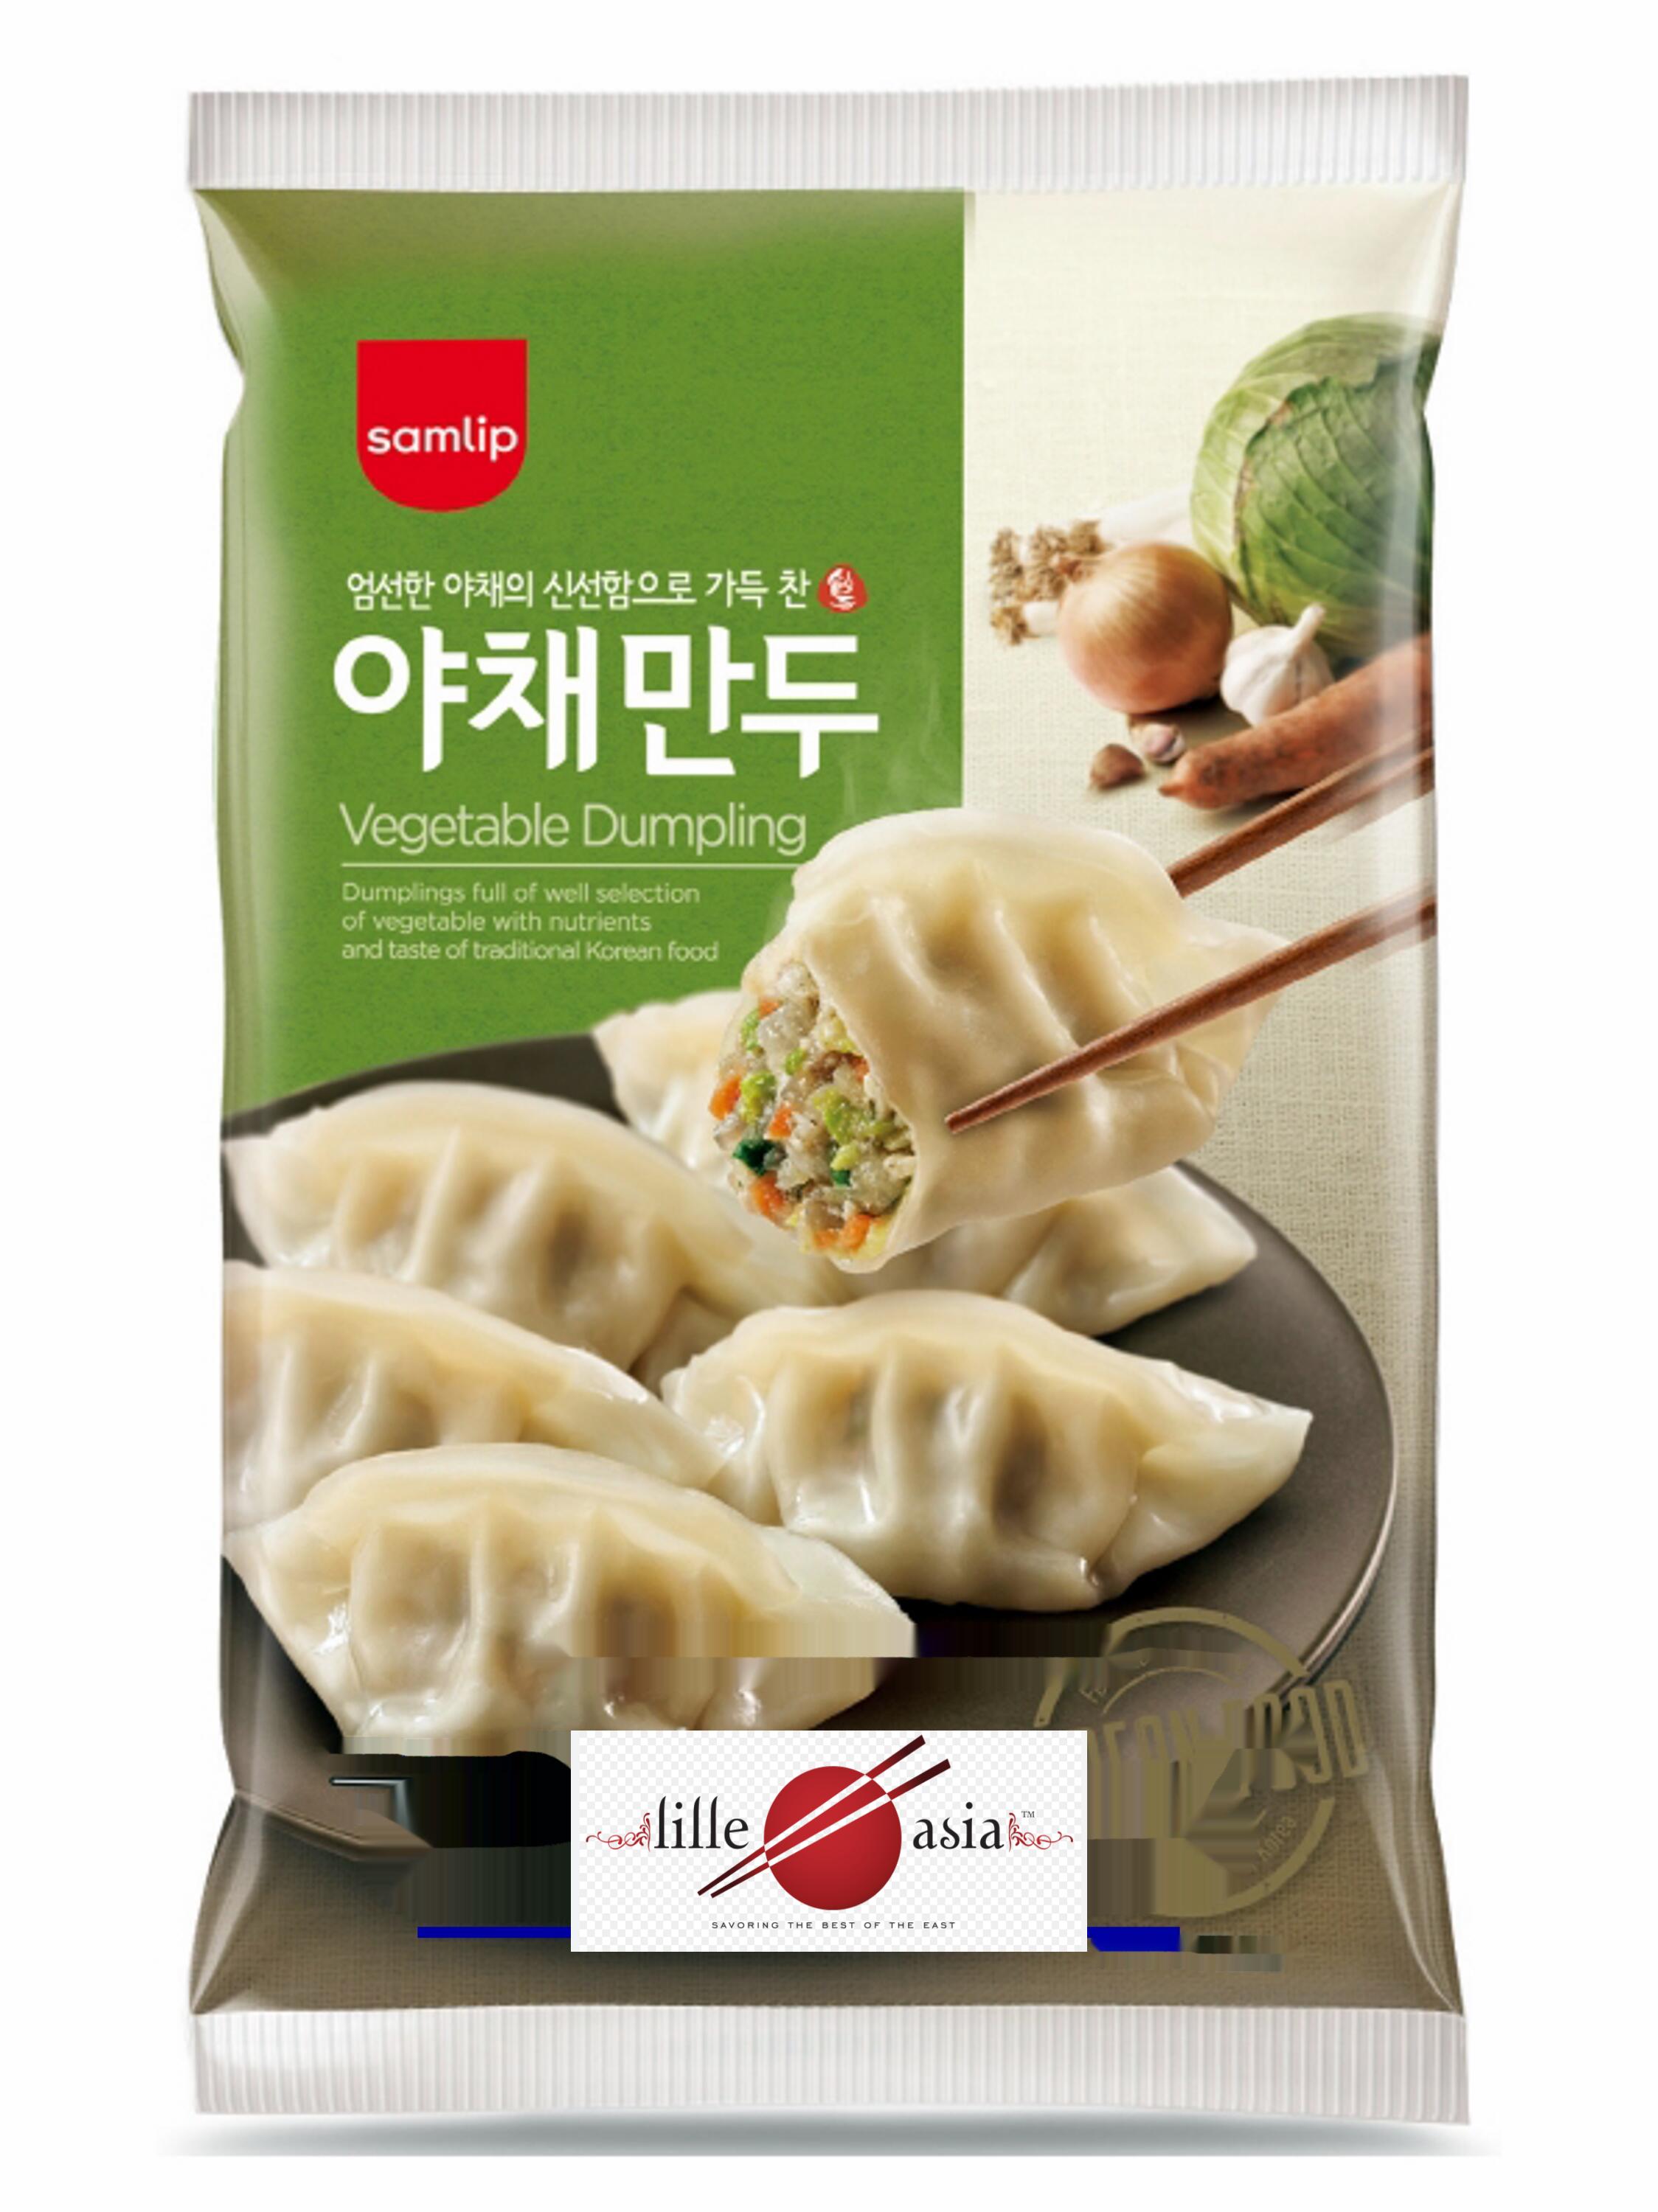 samlip
엄선한 야채의 신선함으로 가득 찬
야채만두
Vegetable Dumpling
Dumplings full of well selection
of vegetable with nutrients
and taste of traditional Korean food
Korea
lille asia™
SAVORING THE BEST OF THE EAST